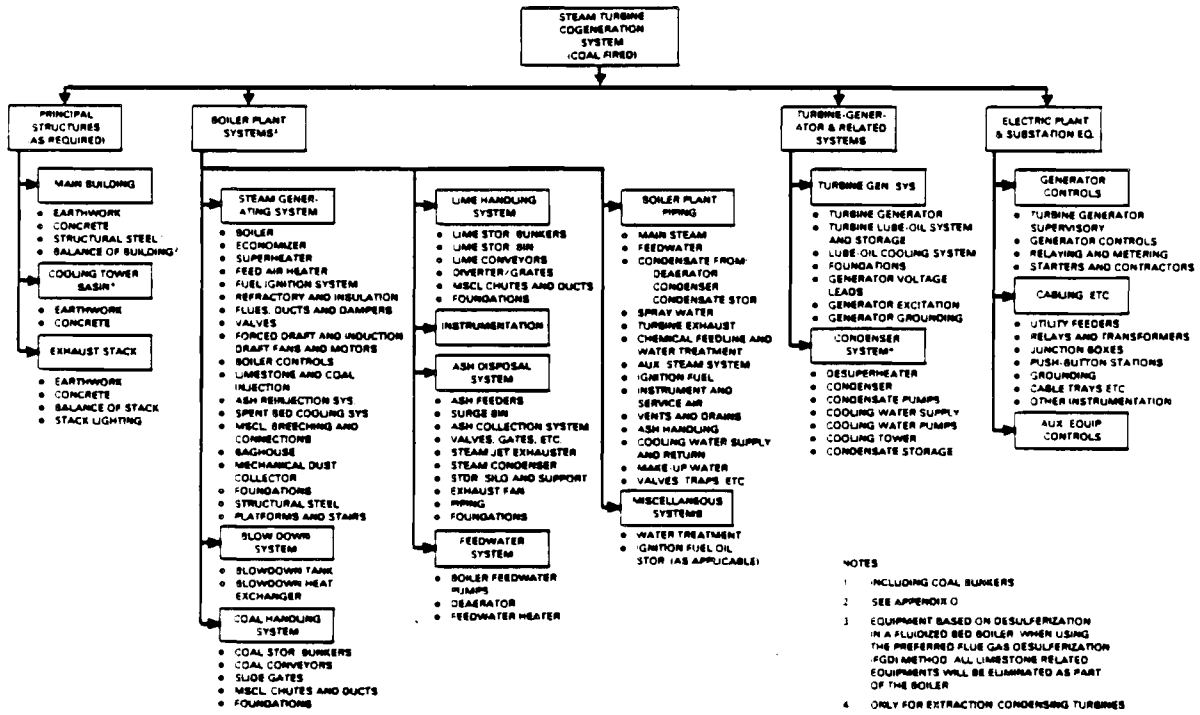 STEAM TURBINE
COGENERATION
SYSTEM
(COAL FIRED)
PRINCIPAL
STRUCTURES
AS REQUIRED)
MAIN BUILDING
• EARTHWORK
• CONCRETE
• STRUCTURAL STEEL
• BALANCE OF BUILDING
COOLING TOWER
BASIN⁴
• EARTHWORK
• CONCRETE
EXHAUST STACK
• EARTHWORK
• CONCRETE
• BALANCE OF STACK
• STACK LIGHTING
BOILER PLANT
SYSTEMS³
STEAM GENER-
ATING SYSTEM
• BOILER
• ECONOMIZER
• SUPERHEATER
• FEED AIR HEATER
• FUEL IGNITION SYSTEM
• REFRACTORY AND INSULATION
• FLUES, DUCTS AND DAMPERS
• VALVES
• FORCED DRAFT AND INDUCTION
DRAFT FANS AND MOTORS
• BOILER CONTROLS
• LIMESTONE AND COAL
INJECTION
• ASH REINJECTION SYS.
• SPENT BED COOLING SYS
• MISCL. BREECHING AND
CONNECTIONS
• BAGHOUSE
• MECHANICAL DUST
COLLECTOR
• FOUNDATIONS
• STRUCTURAL STEEL
• PLATFORMS AND STAIRS
BLOW DOWN
SYSTEM
• BLOWDOWN TANK
• BLOWDOWN HEAT
EXCHANGER
COAL HANDLING
SYSTEM
• COAL STOR BUNKERS
• COAL CONVEYORS
• SLIDE GATES
• MSCL CHUTES AND DUCTS
• FOUNDATIONS
LIME HANDLING
SYSTEM
• LIME STOR BUNKERS
• LIME STOR BIN
• LIME CONVEYORS
• DIVERTER/GRATES
• MSCL CHUTES AND DUCTS
• FOUNDATIONS
INSTRUMENTATION
ASH DISPOSAL
SYSTEM
• ASH FEEDERS
• SURGE BIN
• ASH COLLECTION SYSTEM
• VALVES, GATES, ETC.
• STEAM JET EXHAUSTER
• STEAM CONDENSER
• STOR. SILO AND SUPPORT
• EXHAUST FAN
• PIPING
• FOUNDATIONS
FEEDWATER
SYSTEM
• BOILER FEEDWATER
PUMPS
• DEAERATOR
• FEEDWATER HEATER
BOILER PLANT
PIPING
• MAIN STEAM
• FEEDWATER
• CONDENSATE FROM:
DEAERATOR
CONDENSER
CONDENSATE STOR
• SPRAY WATER
• TURBINE EXHAUST
• CHEMICAL FEEDLINE AND
WATER TREATMENT
• AUX STEAM SYSTEM
• IGNITION FUEL
• INSTRUMENT AND
SERVICE AIR
• VENTS AND DRAINS
• ASH HANDLING
• COOLING WATER SUPPLY
AND RETURN
• MAKE-UP WATER
• VALVES TRAPS ETC
MISCELLANEOUS
SYSTEMS
• WATER TREATMENT
• IGNITION FUEL OIL
STOR (AS APPLICABLE)
TURBINE-GENER-
ATOR & RELATED
SYSTEMS
TURBINE GEN SYS
• TURBINE GENERATOR
• TURBINE LUBE-OIL SYSTEM
AND STORAGE
• LUBE-OIL COOLING SYSTEM
• FOUNDATIONS
• GENERATOR VOLTAGE
LEADS
• GENERATOR EXCITATION
• GENERATOR GROUNDING
CONDENSER
SYSTEM⁴
• DESUPERHEATER
• CONDENSER
• CONDENSATE PUMPS
• COOLING WATER SUPPLY
• COOLING WATER PUMPS
• COOLING TOWER
• CONDENSATE STORAGE
ELECTRIC PLANT
& SUBSTATION EQ.
GENERATOR
CONTROLS
• TURBINE GENERATOR
SUPERVISORY
• GENERATOR CONTROLS
• RELAYING AND METERING
• STARTERS AND CONTRACTORS
CABLING ETC
• UTILITY FEEDERS
• RELAYS AND TRANSFORMERS
• JUNCTION BOXES
• PUSH-BUTTON STATIONS
• GROUNDING
• CABLE TRAYS ETC
• OTHER INSTRUMENTATION
AUX. EQUIP
CONTROLS
NOTES
1 INCLUDING COAL BUNKERS
2 SEE APPENDIX D
3 EQUIPMENT BASED ON DESULFERIZATION
IN A FLUIDIZED BED BOILER WHEN USING
THE PREFERRED FLUE GAS DESULFERIZATION
(FGD) METHOD ALL LIMESTONE RELATED
EQUIPMENTS WILL BE ELIMINATED AS PART
OF THE BOILER
4 ONLY FOR EXTRACTION CONDENSING TURBINES